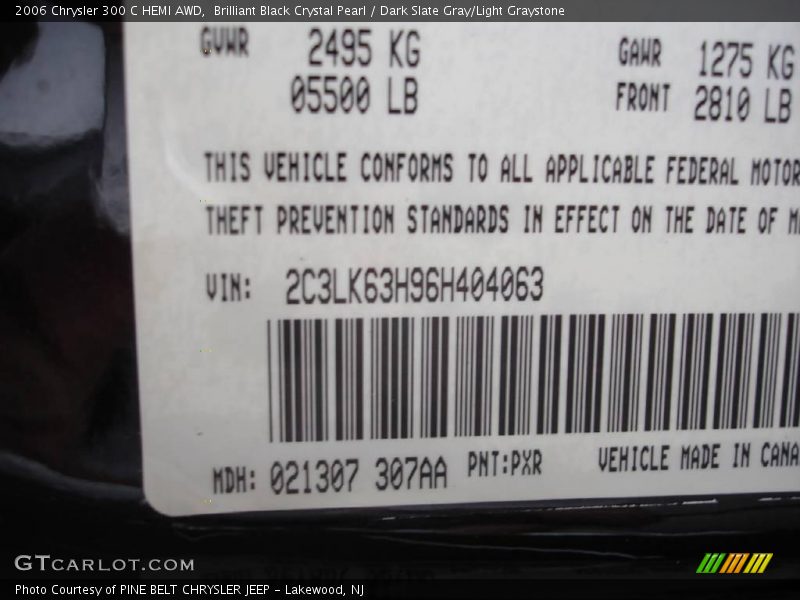 2006 Chrysler 300 C HEMI AWD,  Brilliant Black Crystal Pearl / Dark Slate Gray/Light Graystone
GVWR 2495 KG GAWR 1275 KG
05500 LB FRONT 2810 LB
THIS VEHICLE CONFORMS TO ALL APPLICABLE FEDERAL MOTOR
THEFT PREVENTION STANDARDS IN EFFECT ON THE DATE OF
VIN: 2C3LK63H96H404063
MDH: 021307 307AA PNT:PXR VEHICLE MADE IN CANA
GTCARLOT.COM
Photo Courtesy of PINE BELT CHRYSLER JEEP - Lakewood, NJ